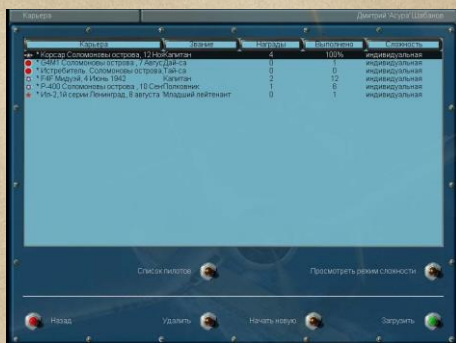 Карьера Дмитрий "Асура" Шабанов
Карьера Звание Награды Выполнено Сложность
* Корсар Соломоновы острова, 12 Ноя Капитан 4 100% индивидуальная
* G4M1 Соломоновы острова, 7 Август Дай-са 0 1 индивидуальная
* Истребитель Соломоновы острова, Тай-са 0 0 индивидуальная
* F4F Мидуэй, 4 Июнь 1942 Капитан 2 12 индивидуальная
* P-400 Соломоновы острова, 10 Сен Полковник 1 6 индивидуальная
* Ил-2, 1й серии Ленинград, 8 августа Младший лейтенант 0 1 индивидуальная
Список пилотов Просмотреть режим сложности
Назад Удалить Начать новую Загрузить